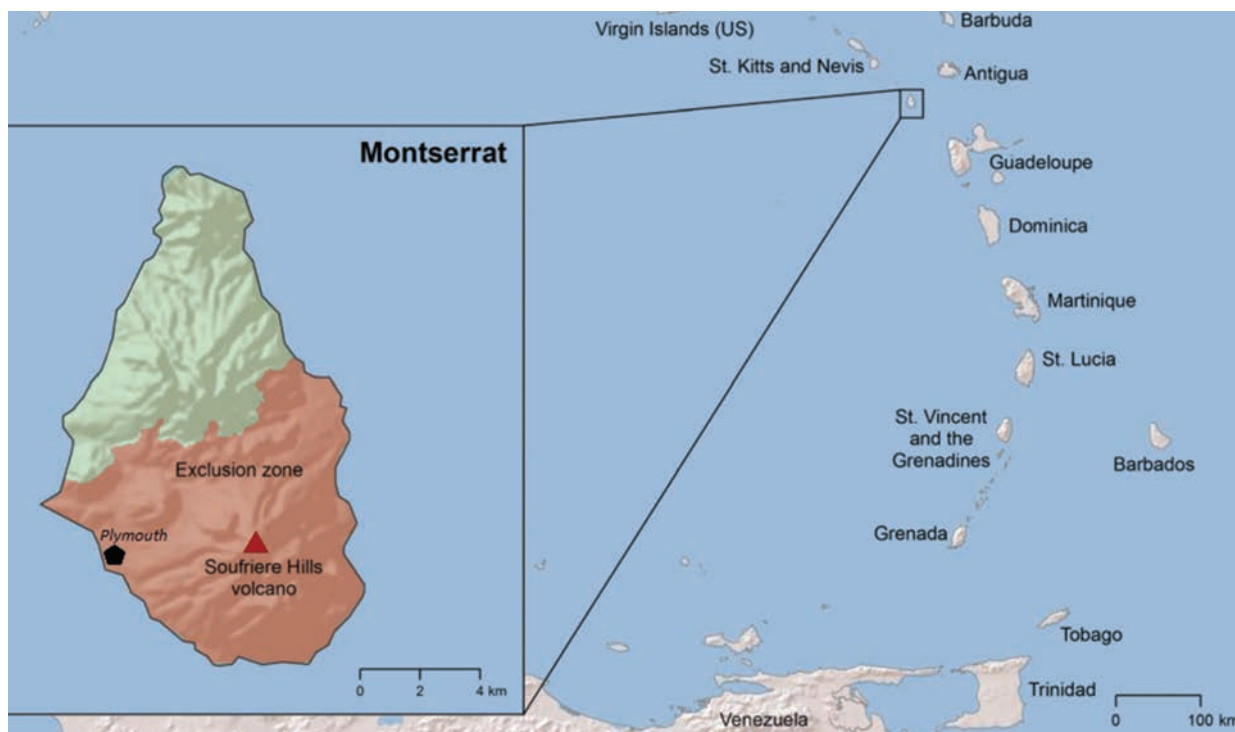 Virgin Islands (US)
Barbuda
St. Kitts and Nevis
Antigua
Montserrat
Guadeloupe
Dominica
Martinique
St. Lucia
St. Vincent
and the
Grenadines
Barbados
Exclusion zone
Plymouth
Grenada
Soufriere Hills
volcano
Tobago
0 2 4 km
Trinidad
Venezuela
0 100 km